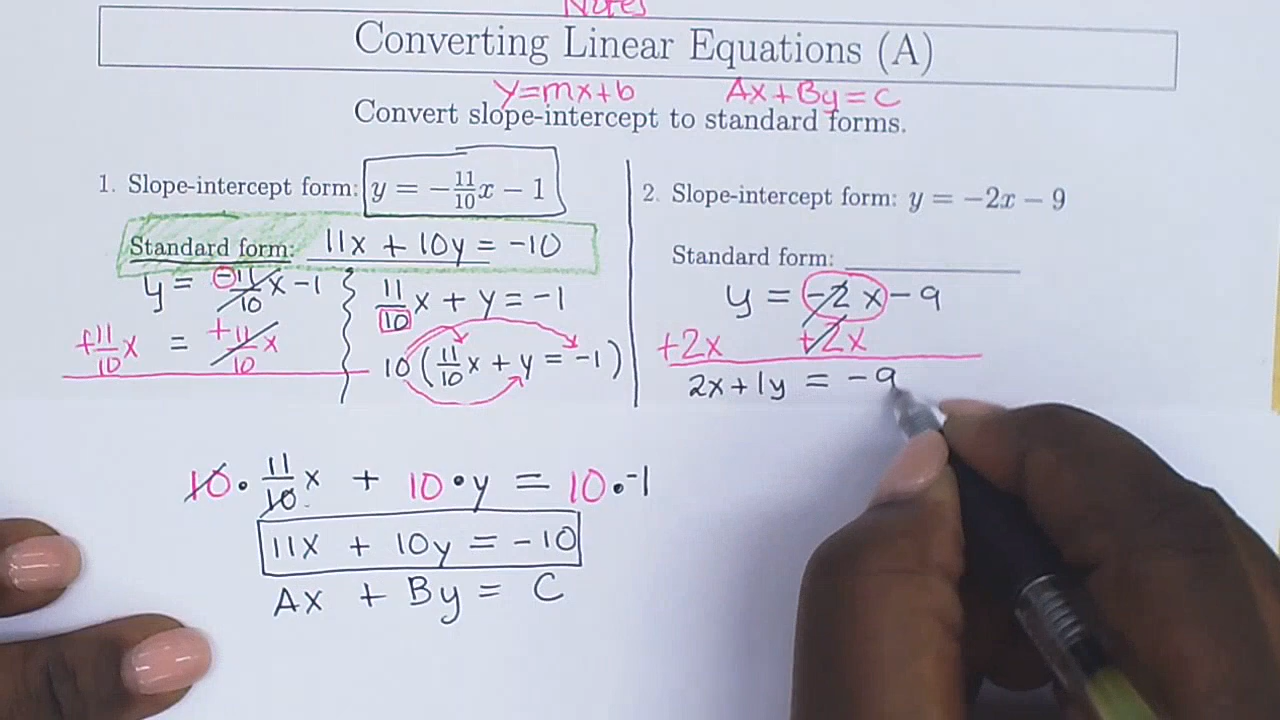 Notes
Converting Linear Equations (A)
y=mx+b Ax+By=C
Convert slope-intercept to standard forms.
1. Slope-intercept form: y = −11/10x − 1
Standard form: 11x + 10y = -10
y = -11/10x -1
+11/10x = +11/10x
11/10x + y = -1
10(11/10x + y = -1)
10 · 11/10x + 10 · y = 10 · -1
11x + 10y = -10
Ax + By = C
2. Slope-intercept form: y = −2x − 9
Standard form:
y = -2x - 9
+2x +2x
2x + 1y = -9